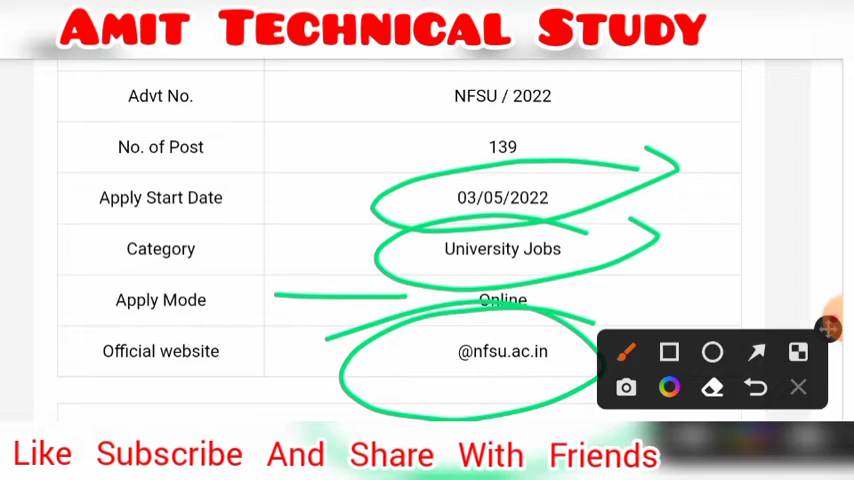 AMIT TECHNICAL STUDY
Advt No. NFSU / 2022
No. of Post 139
Apply Start Date 03/05/2022
Category University Jobs
Apply Mode Online
Official website @nfsu.ac.in
Like Subscribe And Share With Friends